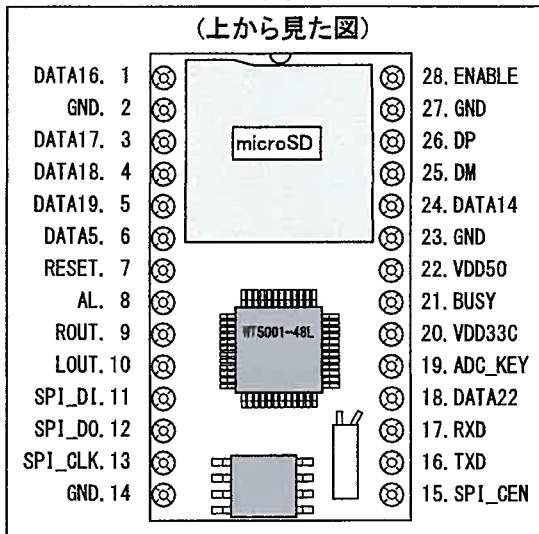 (上から見た図)
DATA16. 1
GND. 2
DATA17. 3
DATA18. 4
DATA19. 5
DATA5. 6
RESET. 7
AL. 8
ROUT. 9
LOUT. 10
SPI_DI. 11
SPI_DO. 12
SPI_CLK. 13
GND. 14
microSD
WT5001-48L
28. ENABLE
27. GND
26. DP
25. DM
24. DATA14
23. GND
22. VDD50
21. BUSY
20. VDD33C
19. ADC_KEY
18. DATA22
17. RXD
16. TXD
15. SPI_CEN